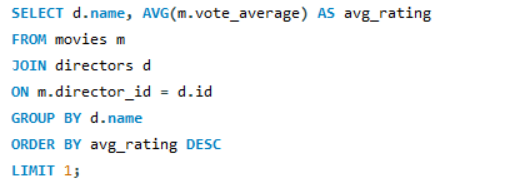 SELECT d.name, AVG(m.vote_average) AS avg_rating
FROM movies m
JOIN directors d
ON m.director_id = d.id
GROUP BY d.name
ORDER BY avg_rating DESC
LIMIT 1;